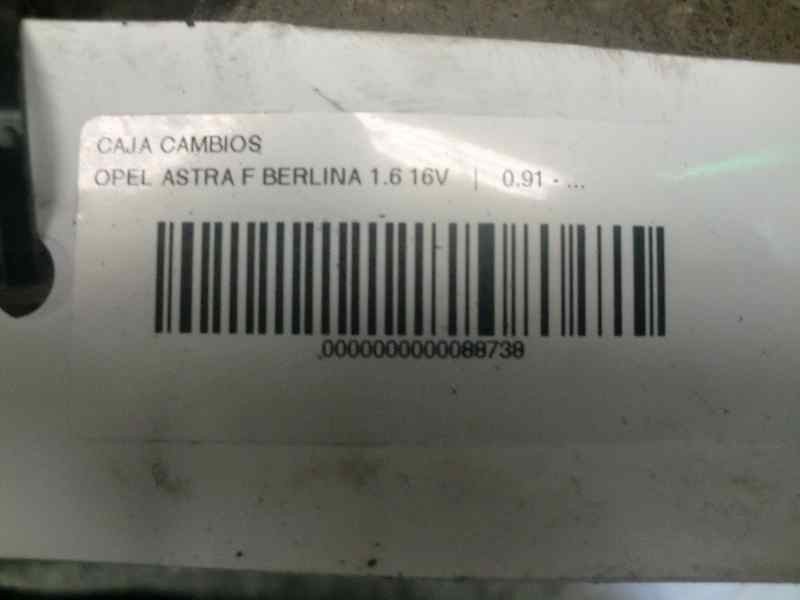 CAJA CAMBIOS
OPEL ASTRA F BERLINA 1.6 16V | 0.91 - ...
0000000000088738